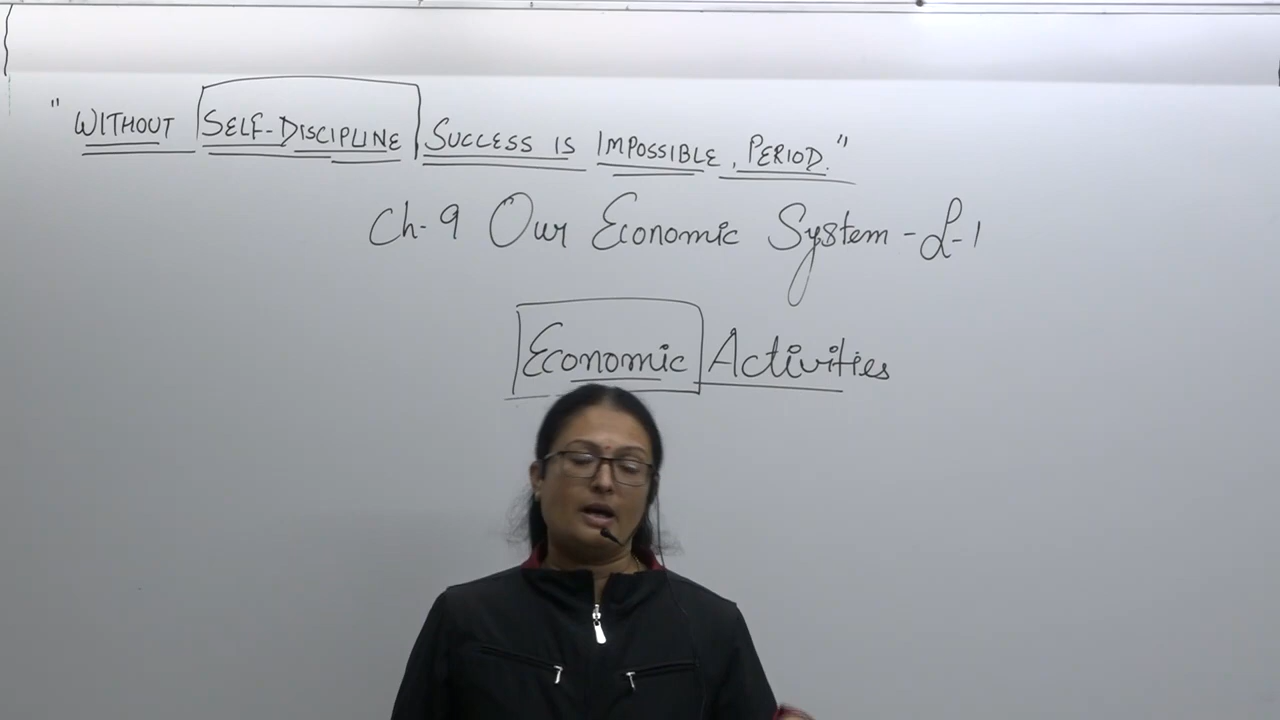 "WITHOUT SELF-DISCIPLINE SUCCESS IS IMPOSSIBLE, PERIOD."
Ch-9 Our Economic System-L-1
Economic Activities